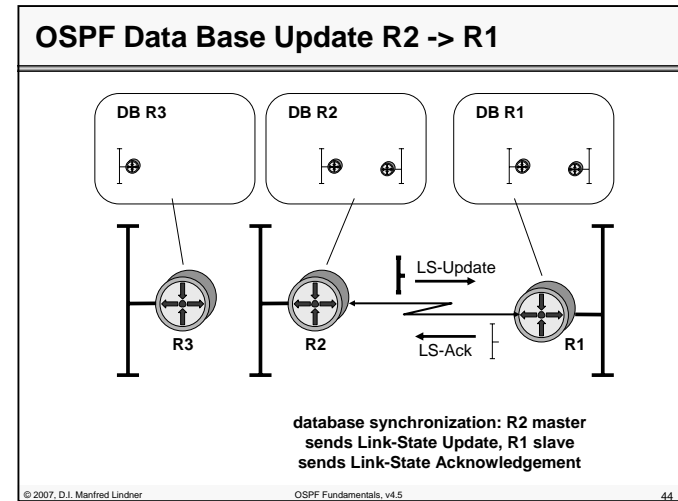 OSPF Data Base Update R2 -> R1
DB R3
DB R2
DB R1
LS-Update
R3
R2
LS-Ack
R1
database synchronization: R2 master
sends Link-State Update, R1 slave
sends Link-State Acknowledgement
© 2007, D.I. Manfred Lindner
OSPF Fundamentals, v4.5
44